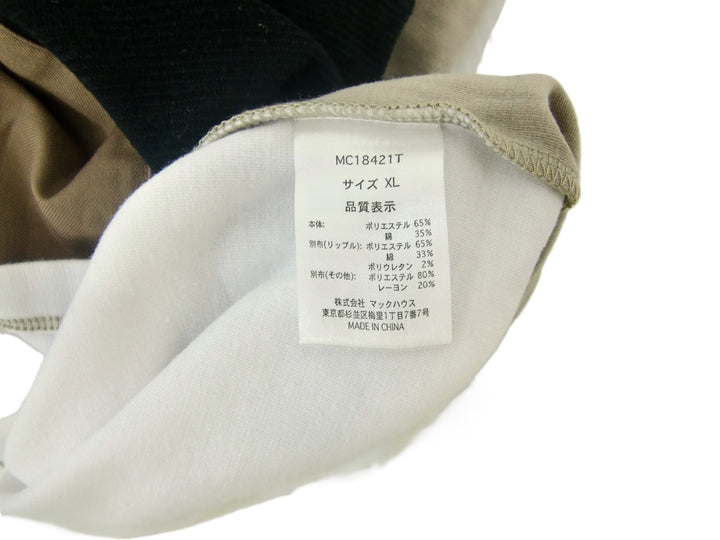 MC18421T
サイズ XL
品質表示
本体: ポリエステル 65%
綿 35%
別布(リップル): ポリエステル 65%
綿 33%
ポリウレタン 2%
別布(その他): ポリエステル 80%
レーヨン 20%
株式会社 マックハウス
東京都杉並区梅里1丁目7番7号
MADE IN CHINA